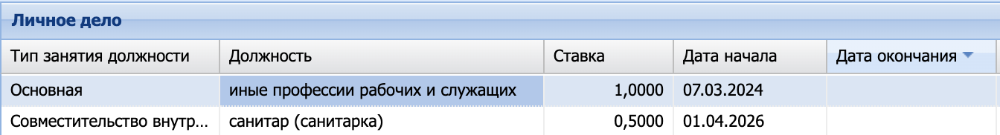 Личное дело
Тип занятия должности Должность Ставка Дата начала Дата окончания
Основная иные профессии рабочих и служащих 1,0000 07.03.2024
Совместительство внутр... санитар (санитарка) 0,5000 01.04.2026